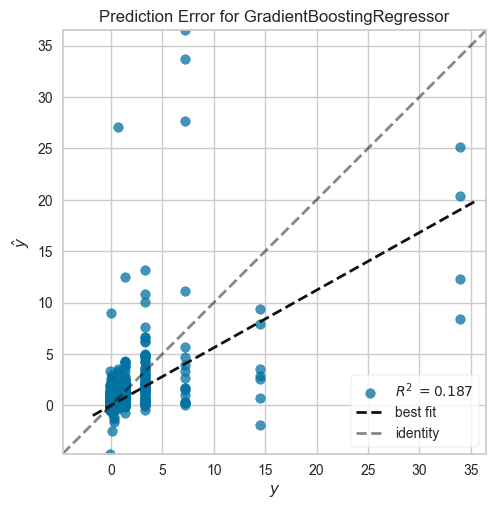 Prediction Error for GradientBoostingRegressor
35
30
25
20
15
10
5
0
ŷ
0 5 10 15 20 25 30 35
y
R² = 0.187
best fit
identity